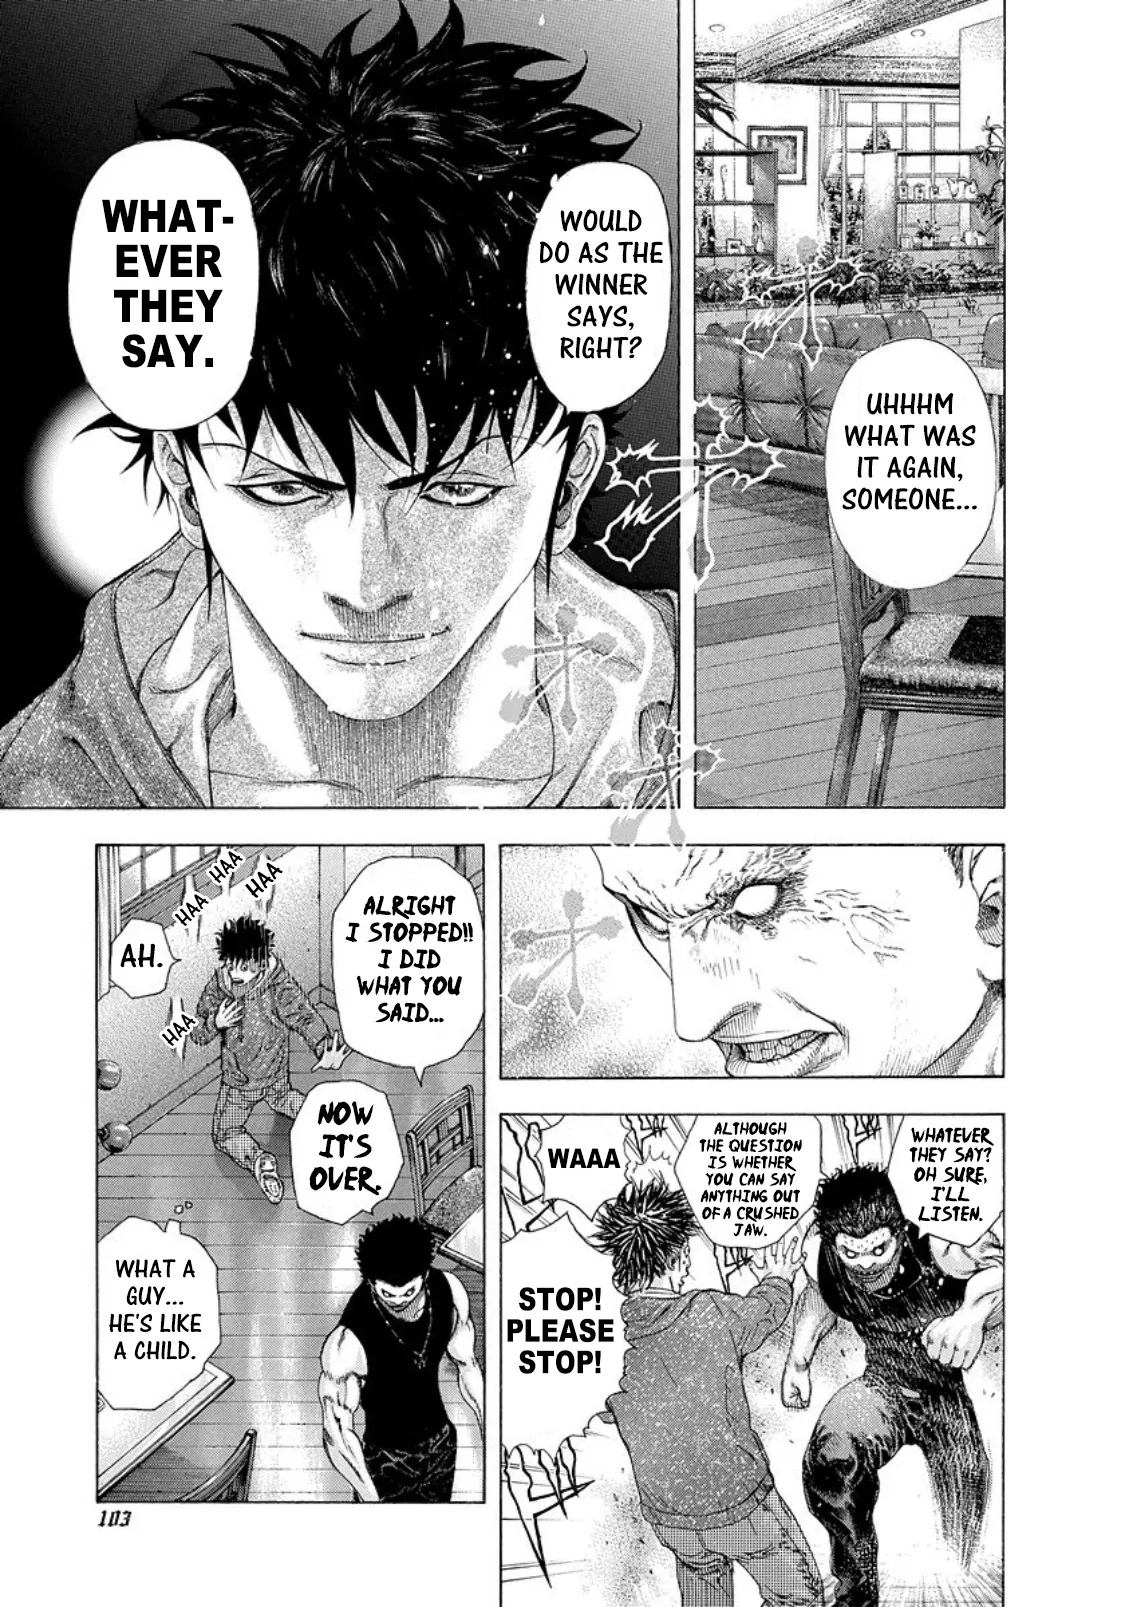 UHHHM
WHAT WAS
IT AGAIN,
SOMEONE...
WOULD
DO AS THE
WINNER
SAYS,
RIGHT?
WHAT-
EVER
THEY
SAY.
WHATEVER
THEY SAY?
OH SURE,
I'LL
LISTEN.
ALTHOUGH
THE QUESTION
IS WHETHER
YOU CAN SAY
ANYTHING OUT
OF A CRUSHED
JAW.
WAAA
STOP!
PLEASE
STOP!
ALRIGHT
I STOPPED!!
I DID
WHAT YOU
SAID...
NOW
IT'S
OVER.
HAA
HAA
HAA
AH.
HAA
WHAT A
GUY...
HE'S LIKE
A CHILD.
103